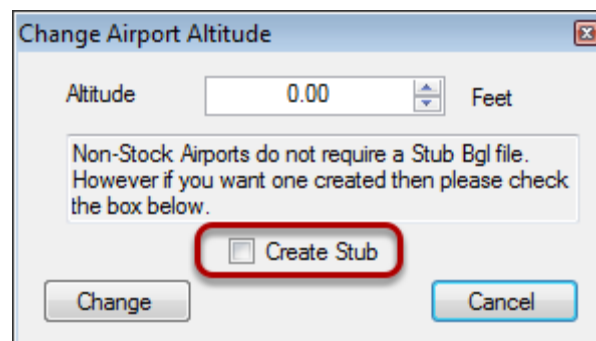 Change Airport Altitude
Altitude 0.00 Feet
Non-Stock Airports do not require a Stub Bgl file.
However if you want one created then please check
the box below.
Create Stub
Change Cancel